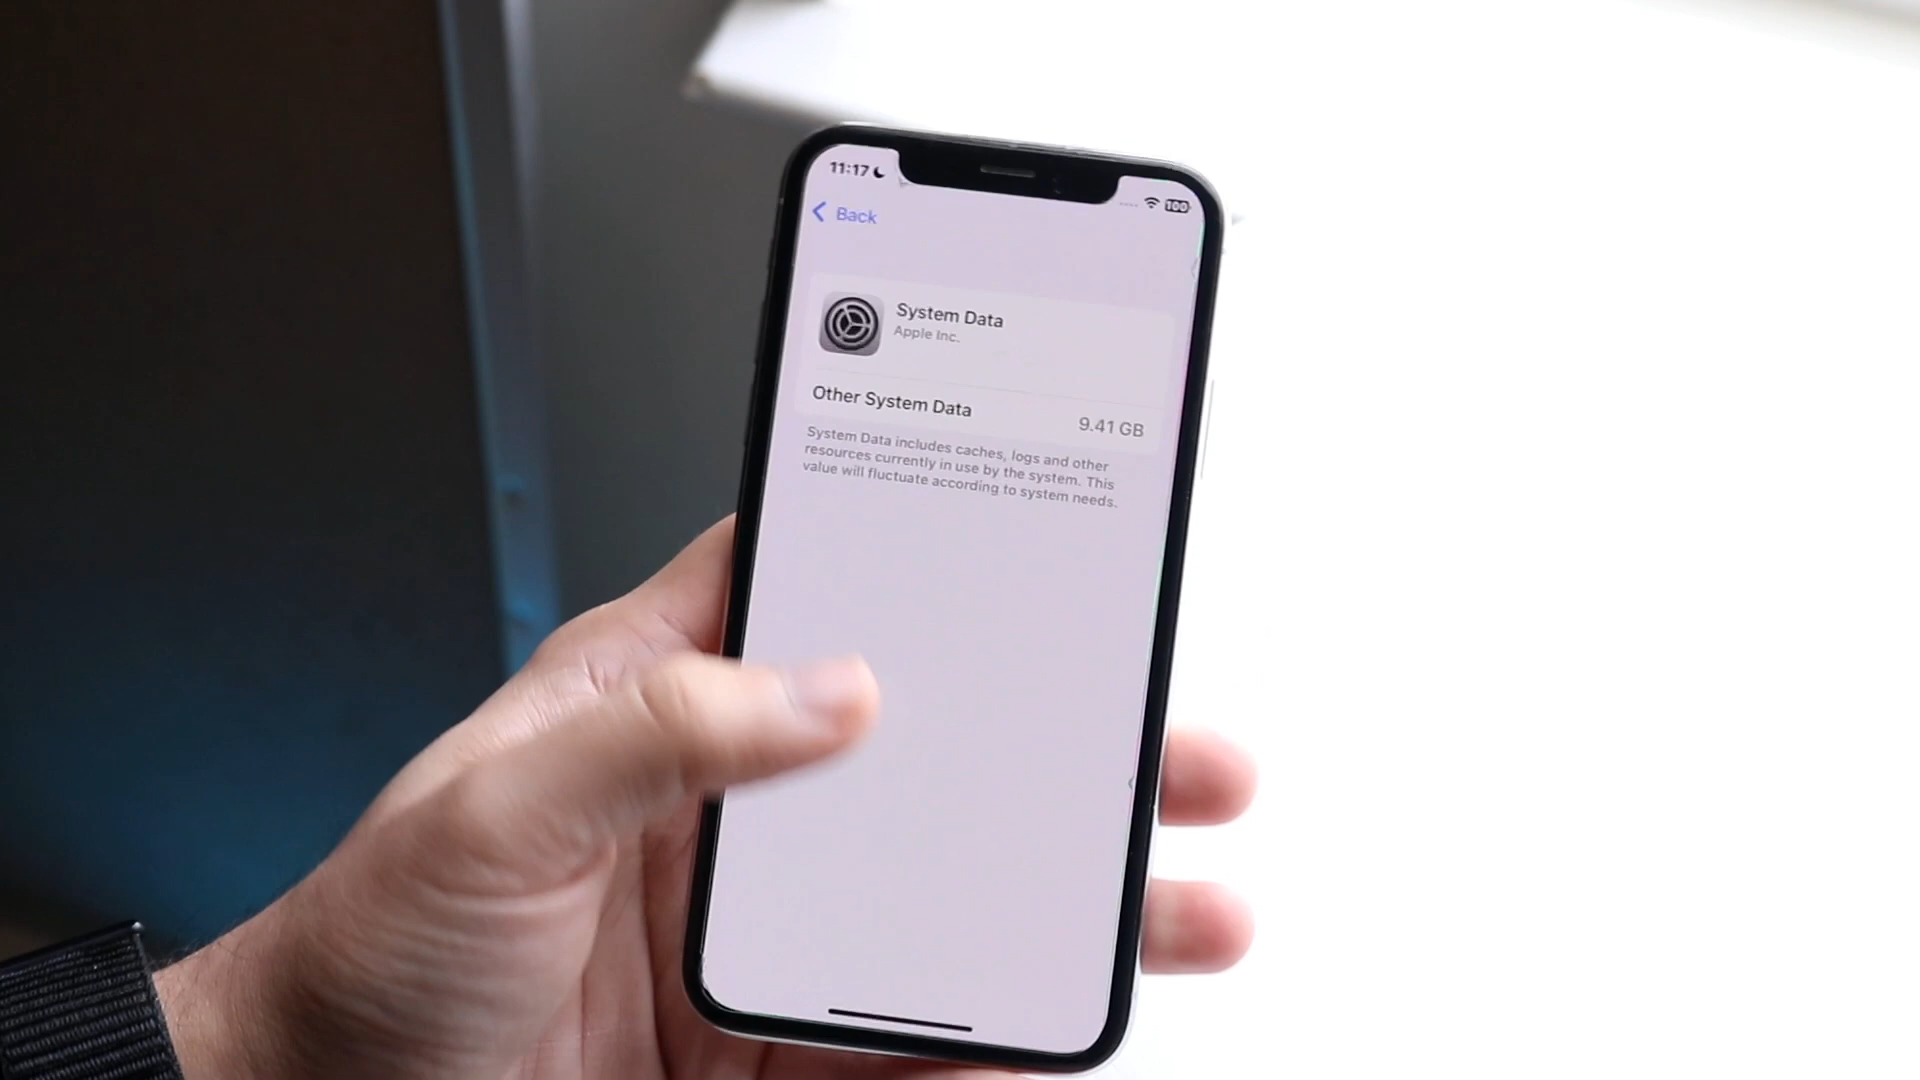 11:17
100
Back
System Data
Apple Inc.
Other System Data
9.41 GB
System Data includes caches, logs and other
resources currently in use by the system. This
value will fluctuate according to system needs.